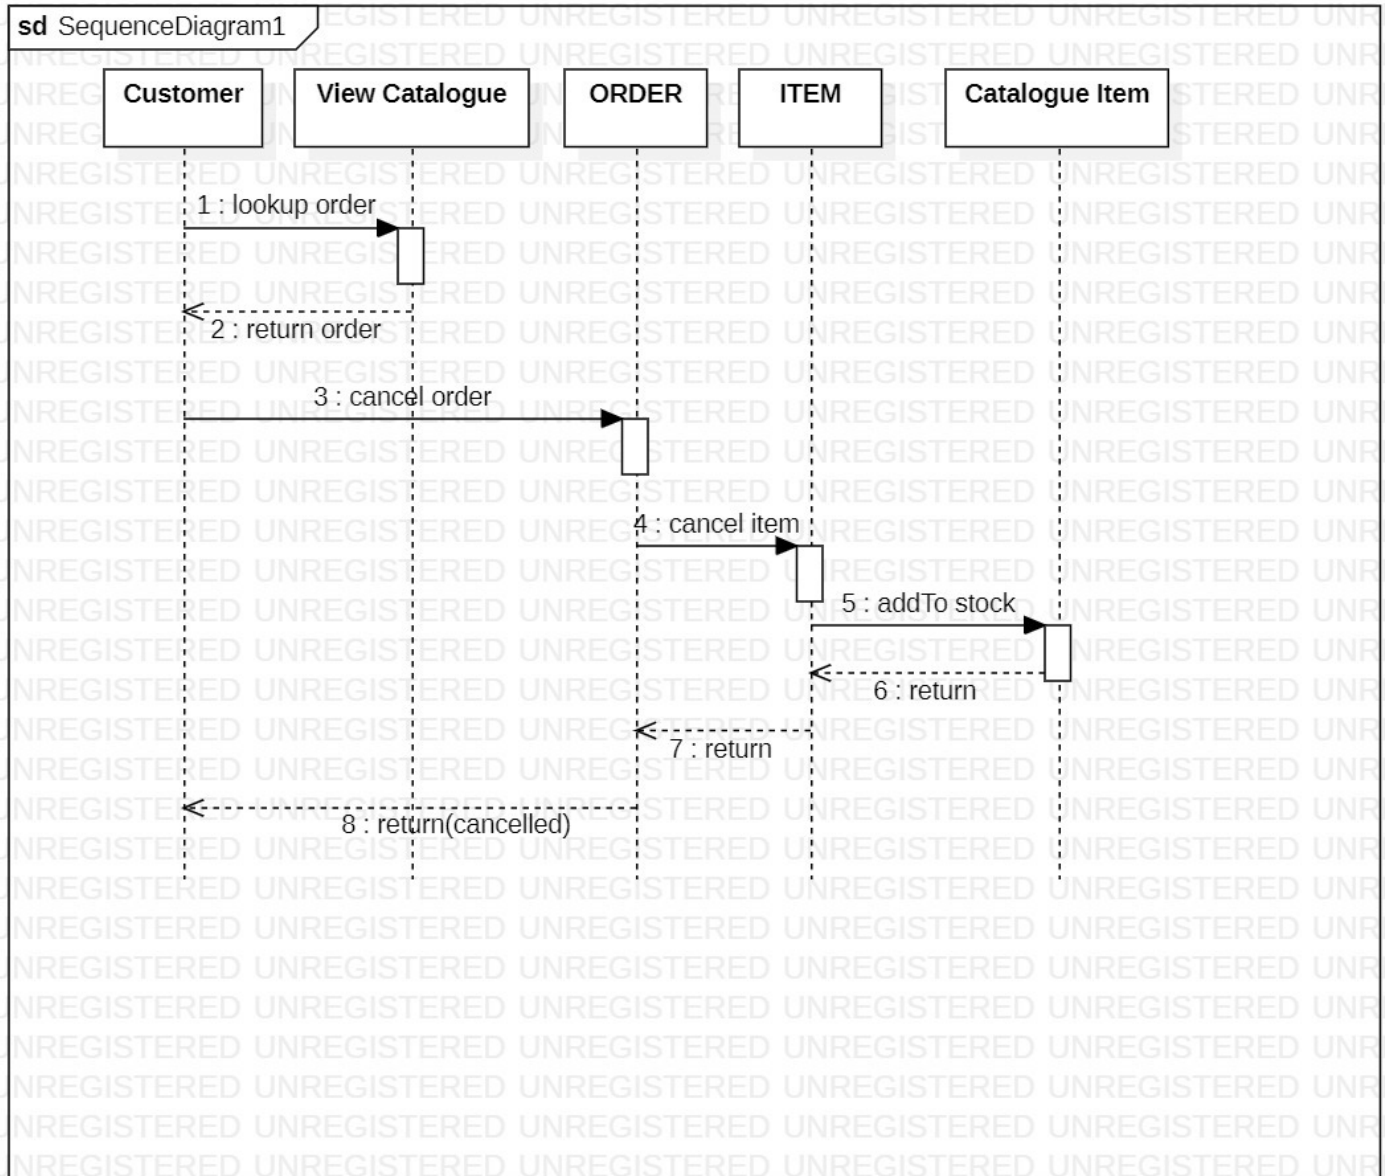 sd SequenceDiagram1
Customer
View Catalogue
ORDER
ITEM
Catalogue Item
1 : lookup order
2 : return order
3 : cancel order
4 : cancel item
5 : addTo stock
6 : return
7 : return
8 : return(cancelled)
UNREGISTERED